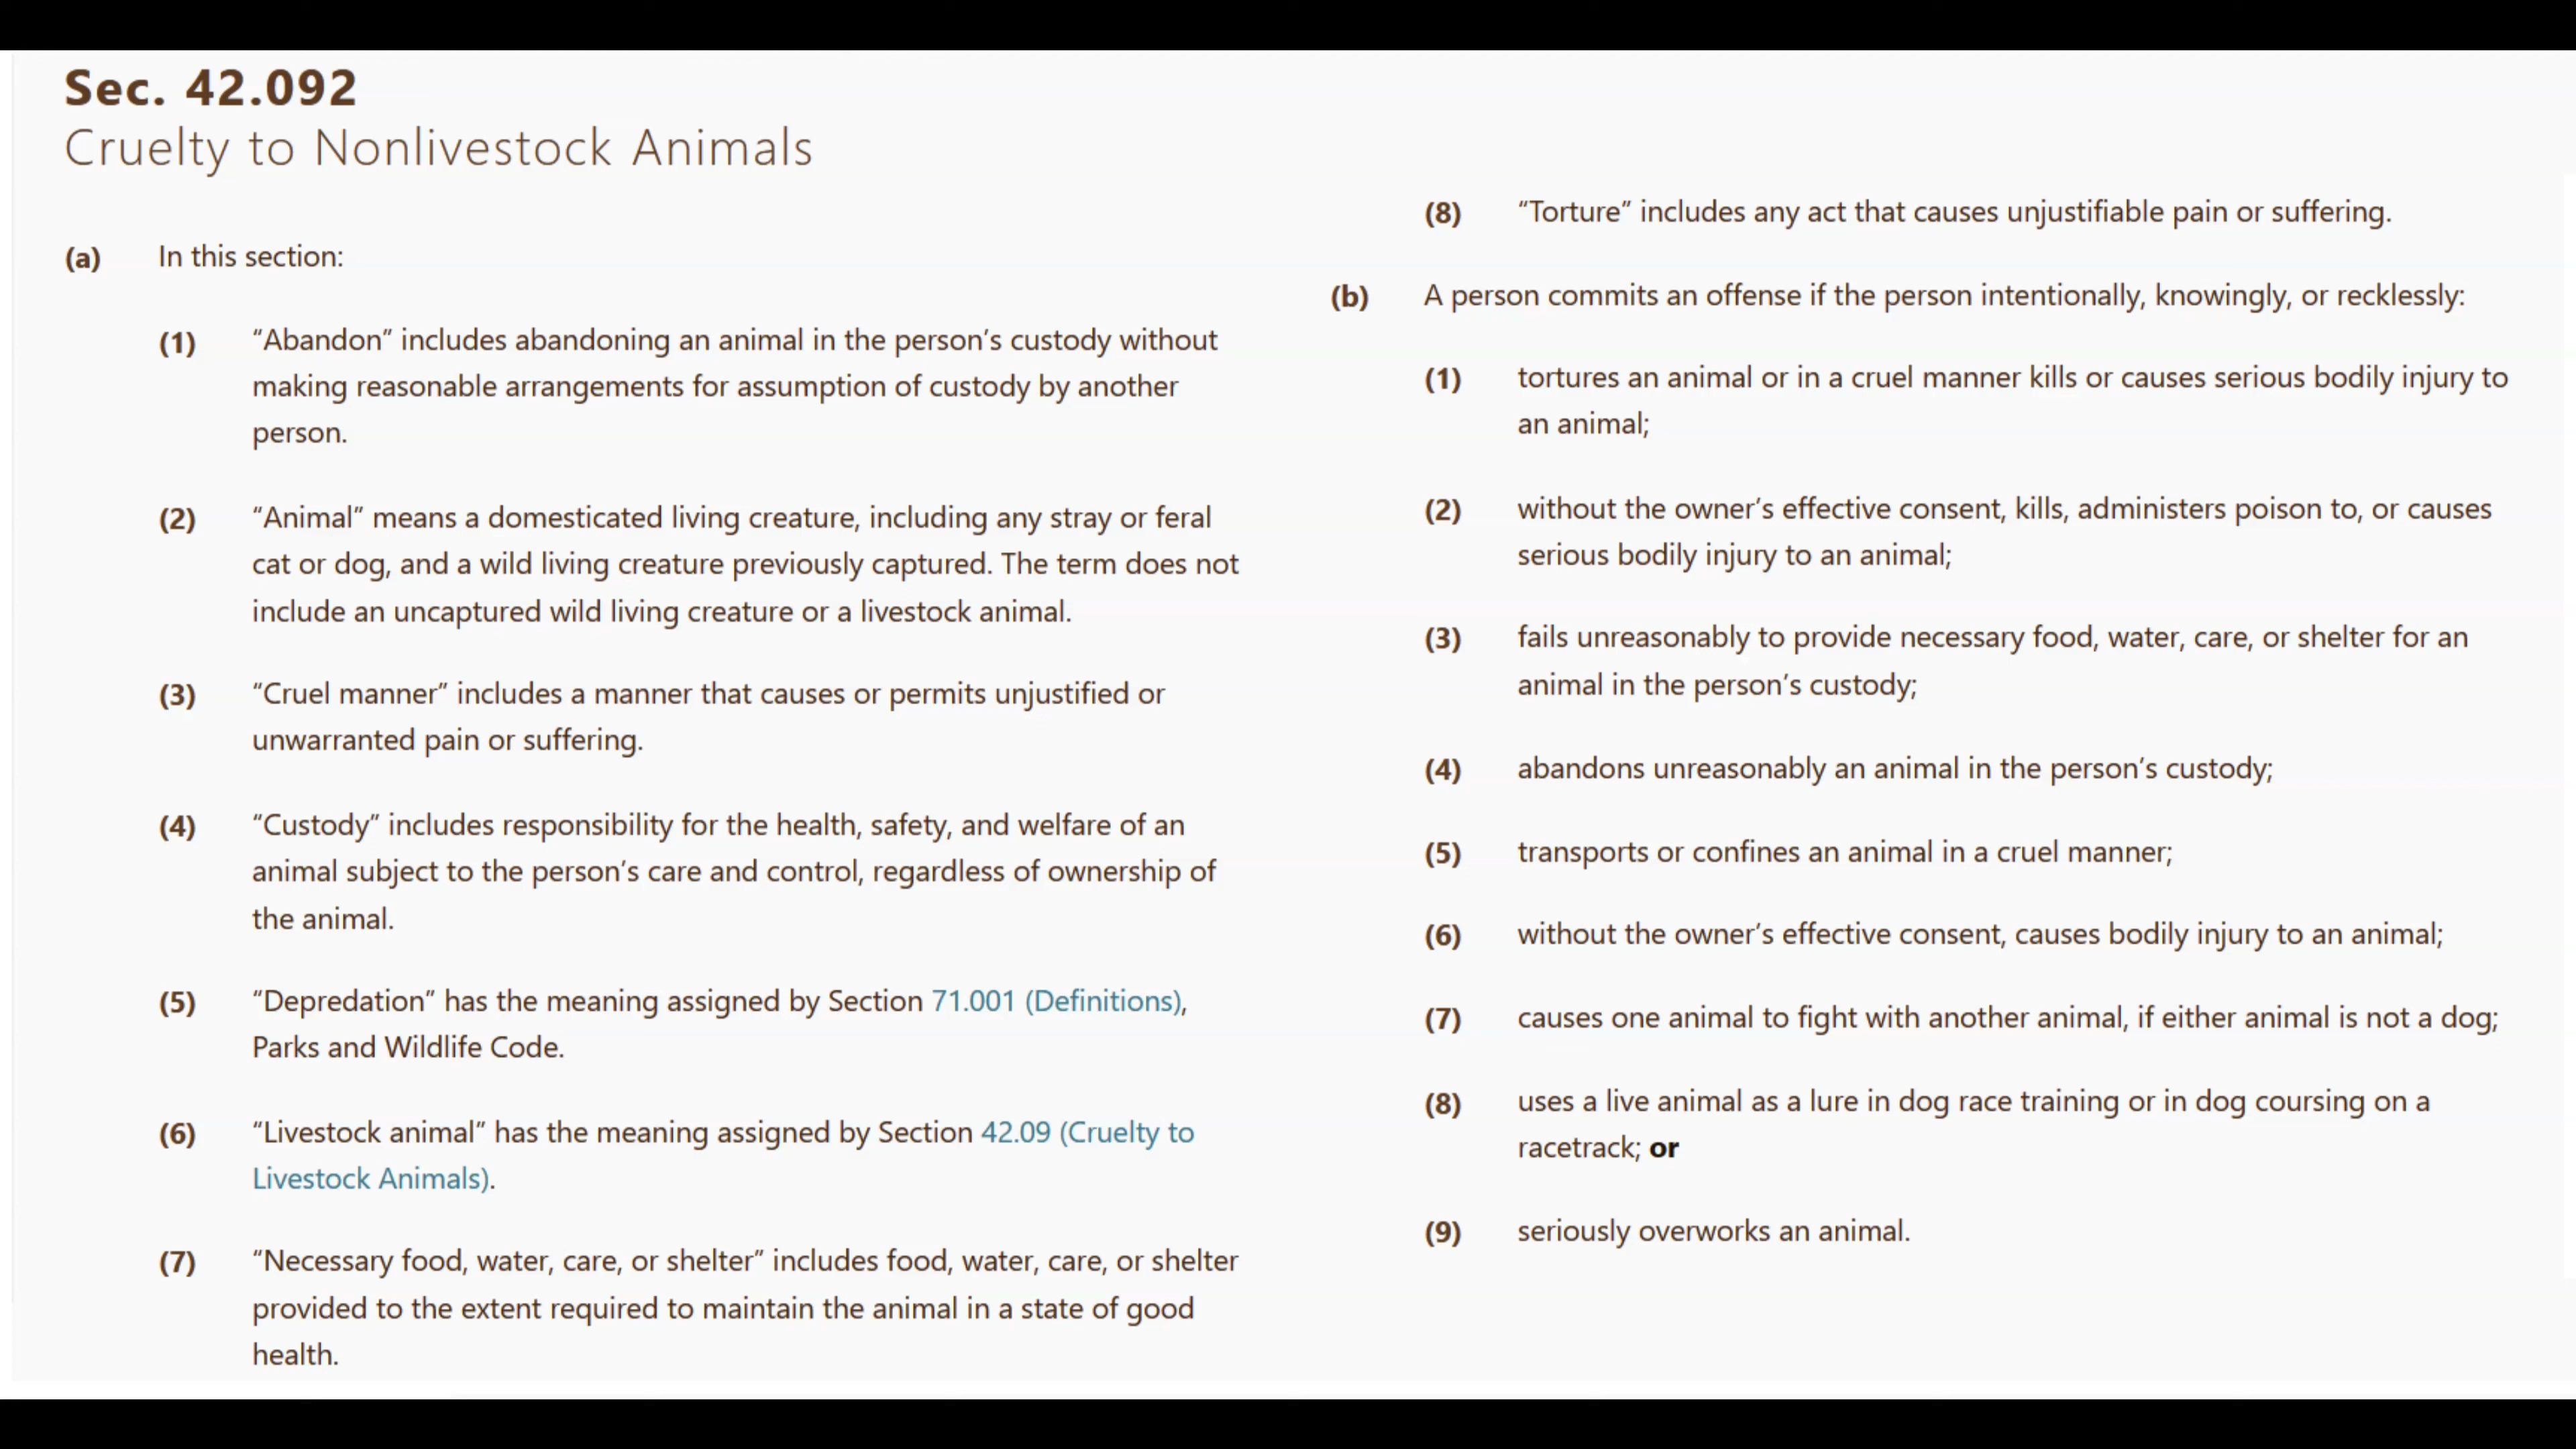 Sec. 42.092
Cruelty to Nonlivestock Animals
(a) In this section:
(1) “Abandon” includes abandoning an animal in the person’s custody without
making reasonable arrangements for assumption of custody by another
person.
(2) “Animal” means a domesticated living creature, including any stray or feral
cat or dog, and a wild living creature previously captured. The term does not
include an uncaptured wild living creature or a livestock animal.
(3) “Cruel manner” includes a manner that causes or permits unjustified or
unwarranted pain or suffering.
(4) “Custody” includes responsibility for the health, safety, and welfare of an
animal subject to the person’s care and control, regardless of ownership of
the animal.
(5) “Depredation” has the meaning assigned by Section 71.001 (Definitions),
Parks and Wildlife Code.
(6) “Livestock animal” has the meaning assigned by Section 42.09 (Cruelty to
Livestock Animals).
(7) “Necessary food, water, care, or shelter” includes food, water, care, or shelter
provided to the extent required to maintain the animal in a state of good
health.
(8) “Torture” includes any act that causes unjustifiable pain or suffering.
(b) A person commits an offense if the person intentionally, knowingly, or recklessly:
(1) tortures an animal or in a cruel manner kills or causes serious bodily injury to
an animal;
(2) without the owner’s effective consent, kills, administers poison to, or causes
serious bodily injury to an animal;
(3) fails unreasonably to provide necessary food, water, care, or shelter for an
animal in the person’s custody;
(4) abandons unreasonably an animal in the person’s custody;
(5) transports or confines an animal in a cruel manner;
(6) without the owner’s effective consent, causes bodily injury to an animal;
(7) causes one animal to fight with another animal, if either animal is not a dog;
(8) uses a live animal as a lure in dog race training or in dog coursing on a
racetrack; or
(9) seriously overworks an animal.